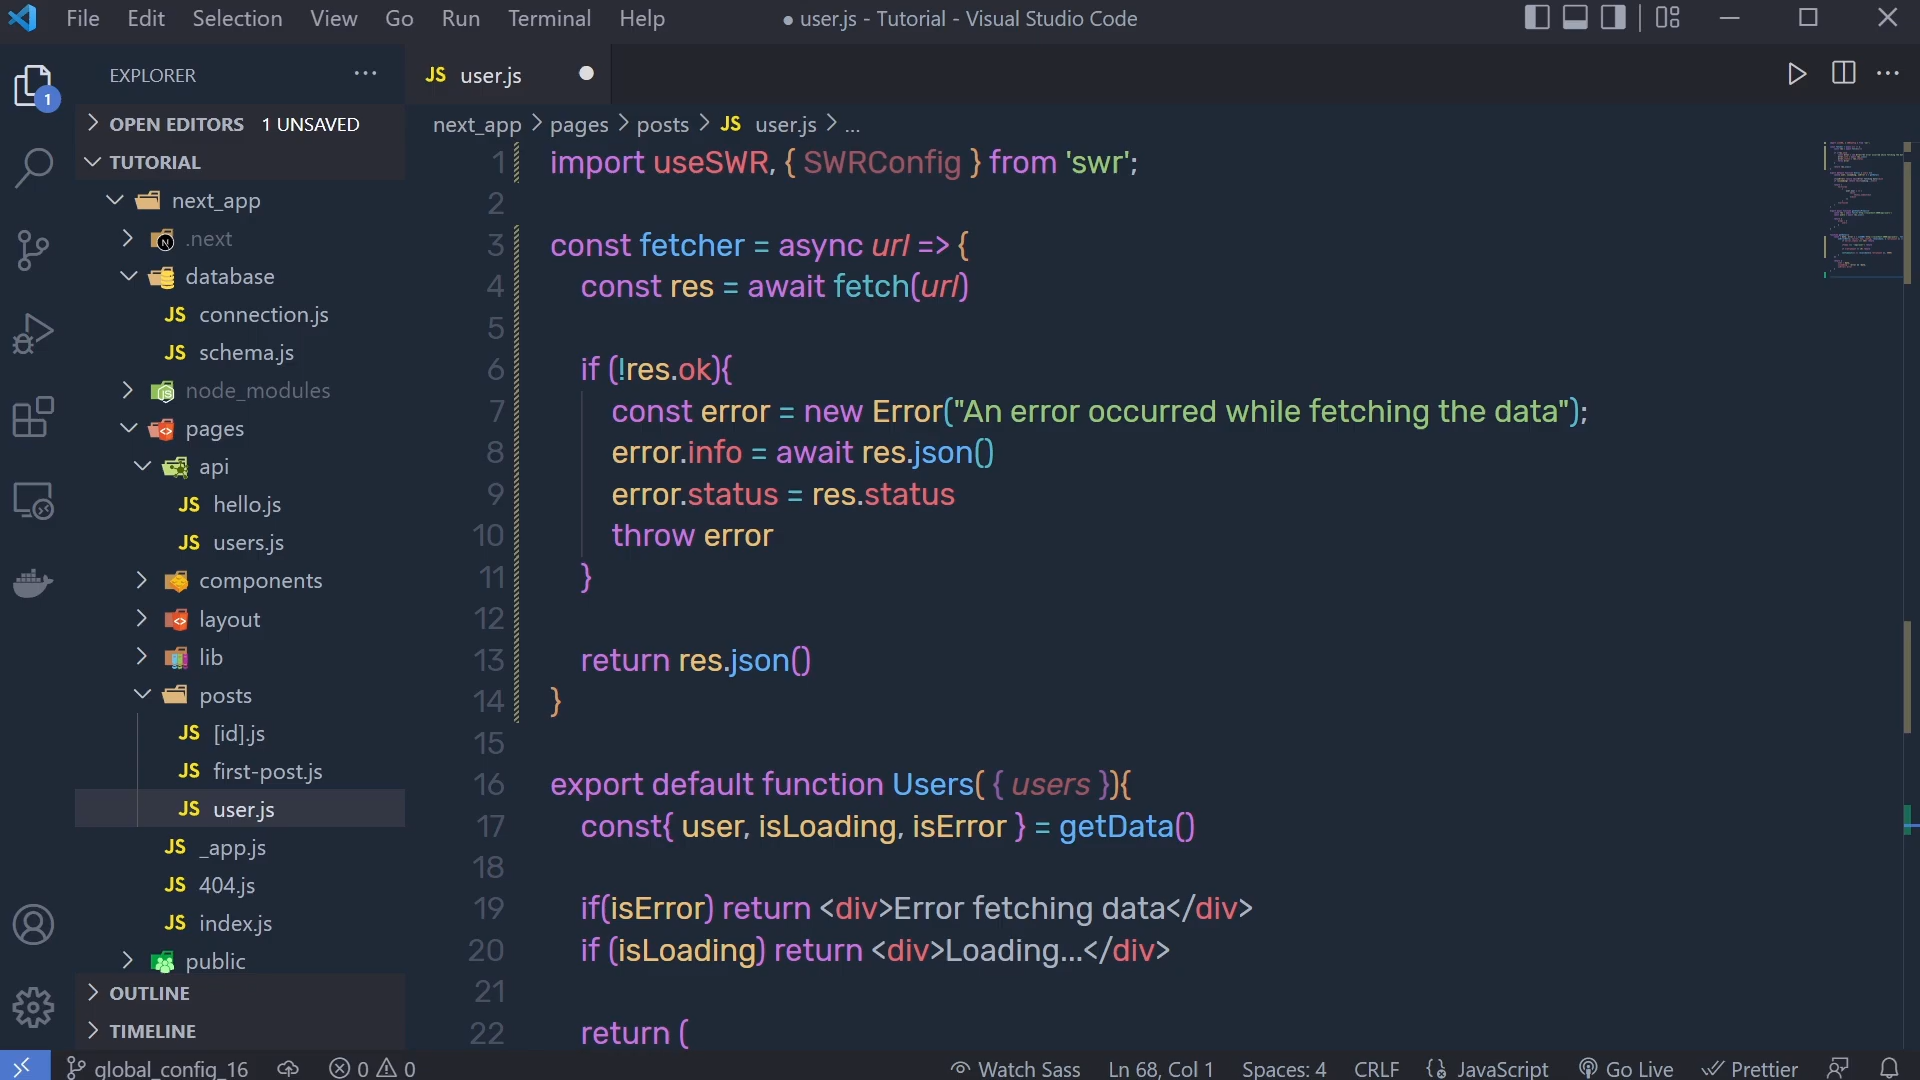 File Edit Selection View Go Run Terminal Help
● user.js - Tutorial - Visual Studio Code
EXPLORER
1
OPEN EDITORS 1 UNSAVED
TUTORIAL
next_app
.next
database
JS connection.js
JS schema.js
node_modules
pages
api
JS hello.js
JS users.js
components
layout
lib
posts
JS [id].js
JS first-post.js
JS user.js
JS _app.js
JS 404.js
JS index.js
public
OUTLINE
TIMELINE
JS user.js
next_app > pages > posts > JS user.js > ...
1 import useSWR, { SWRConfig } from 'swr';
2
3 const fetcher = async url => {
4 const res = await fetch(url)
5
6 if (!res.ok){
7 const error = new Error("An error occurred while fetching the data");
8 error.info = await res.json()
9 error.status = res.status
10 throw error
11 }
12
13 return res.json()
14 }
15
16 export default function Users( { users }){
17 const{ user, isLoading, isError } = getData()
18
19 if(isError) return <div>Error fetching data</div>
20 if (isLoading) return <div>Loading...</div>
21
22 return (
global_config_16 0 0 Watch Sass Ln 68, Col 1 Spaces: 4 CRLF JavaScript Go Live Prettier